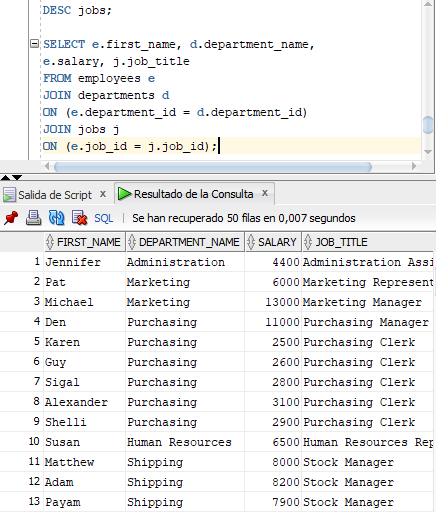 DESC jobs;
SELECT e.first_name, d.department_name,
e.salary, j.job_title
FROM employees e
JOIN departments d
ON (e.department_id = d.department_id)
JOIN jobs j
ON (e.job_id = j.job_id);
Salida de Script x Resultado de la Consulta x
SQL | Se han recuperado 50 filas en 0,007 segundos
FIRST_NAME DEPARTMENT_NAME SALARY JOB_TITLE
1 Jennifer Administration 4400 Administration Assi
2 Pat Marketing 6000 Marketing Represent
3 Michael Marketing 13000 Marketing Manager
4 Den Purchasing 11000 Purchasing Manager
5 Karen Purchasing 2500 Purchasing Clerk
6 Guy Purchasing 2600 Purchasing Clerk
7 Sigal Purchasing 2800 Purchasing Clerk
8 Alexander Purchasing 3100 Purchasing Clerk
9 Shelli Purchasing 2900 Purchasing Clerk
10 Susan Human Resources 6500 Human Resources Rep
11 Matthew Shipping 8000 Stock Manager
12 Adam Shipping 8200 Stock Manager
13 Payam Shipping 7900 Stock Manager